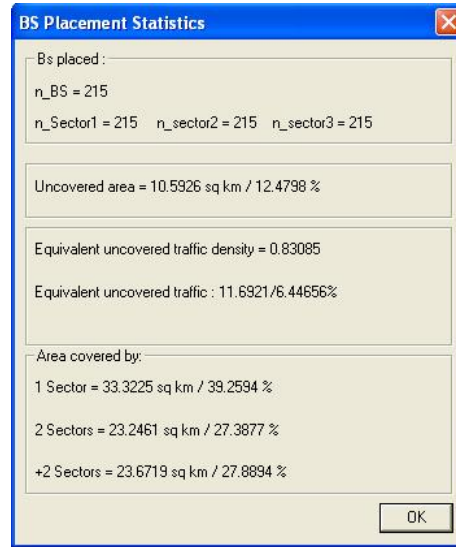 BS Placement Statistics
Bs placed :
n_BS = 215
n_Sector1 = 215 n_sector2 = 215 n_sector3 = 215
Uncovered area = 10.5926 sq km / 12.4798 %
Equivalent uncovered traffic density = 0.83085
Equivalent uncovered traffic : 11.6921/6.44656%
Area covered by:
1 Sector = 33.3225 sq km / 39.2594 %
2 Sectors = 23.2461 sq km / 27.3877 %
+2 Sectors = 23.6719 sq km / 27.8894 %
OK